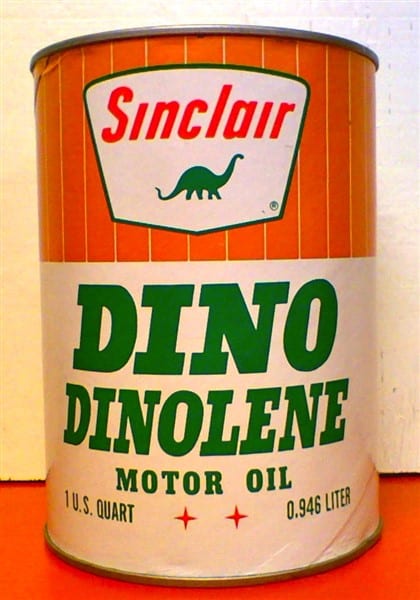 Sinclair
®
DINO
DINOLENE
MOTOR OIL
1 U.S. QUART 0.946 LITER